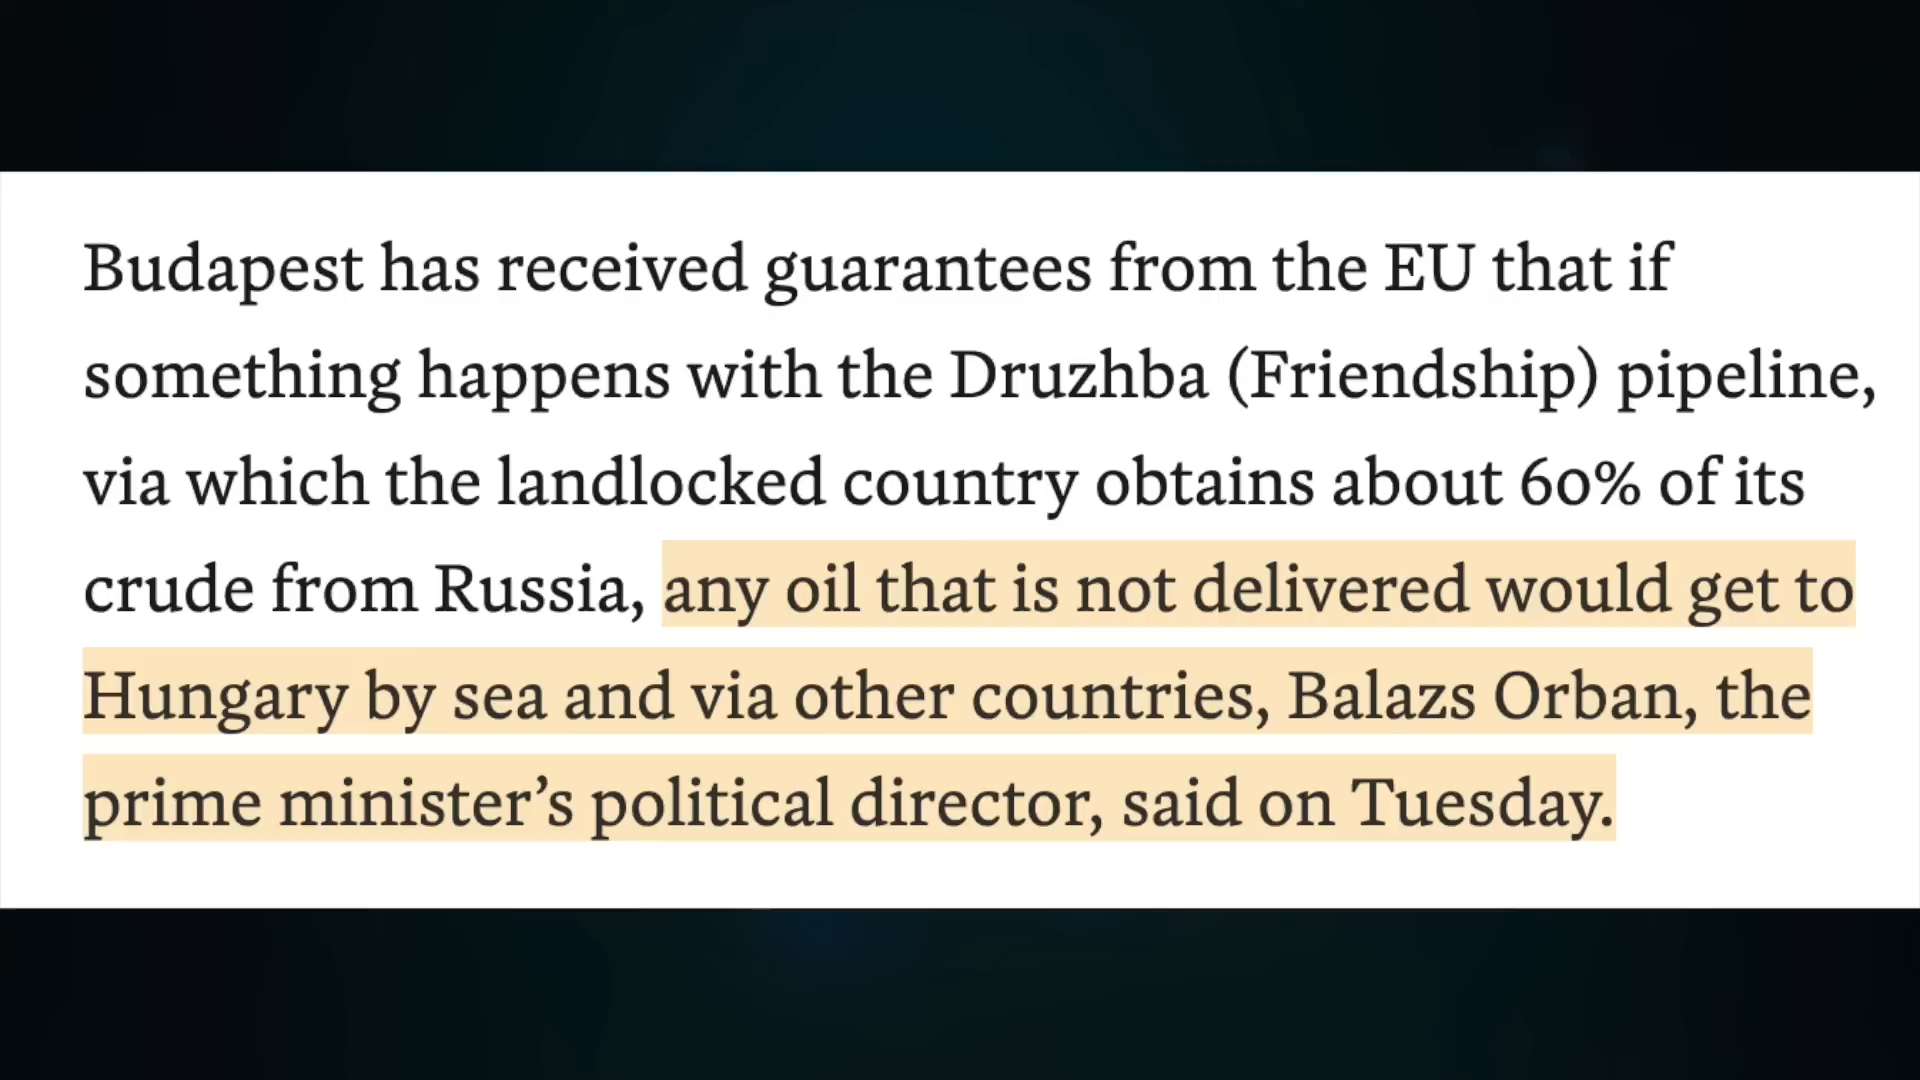 Budapest has received guarantees from the EU that if
something happens with the Druzhba (Friendship) pipeline,
via which the landlocked country obtains about 60% of its
crude from Russia, any oil that is not delivered would get to
Hungary by sea and via other countries, Balazs Orban, the
prime minister’s political director, said on Tuesday.